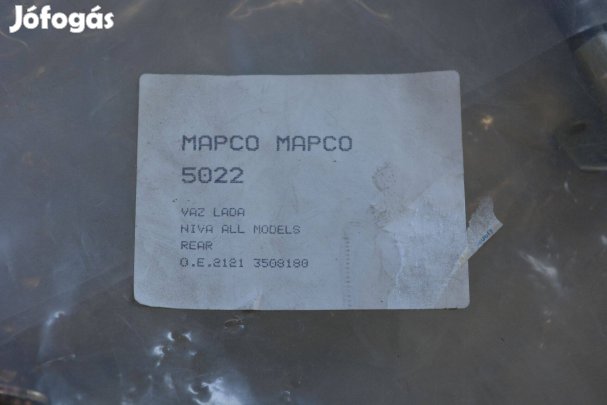 Jófogás
MAPCO MAPCO
5022
VAZ LADA
NIVA ALL MODELS
REAR
O.E.2121 3508180